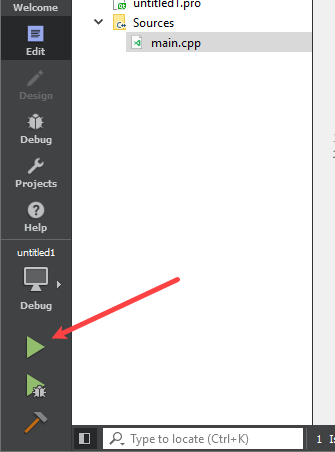 Welcome
Edit
Design
Debug
Projects
Help
untitled1
Debug
untitled1.pro
Sources
main.cpp
Type to locate (Ctrl+K)
1